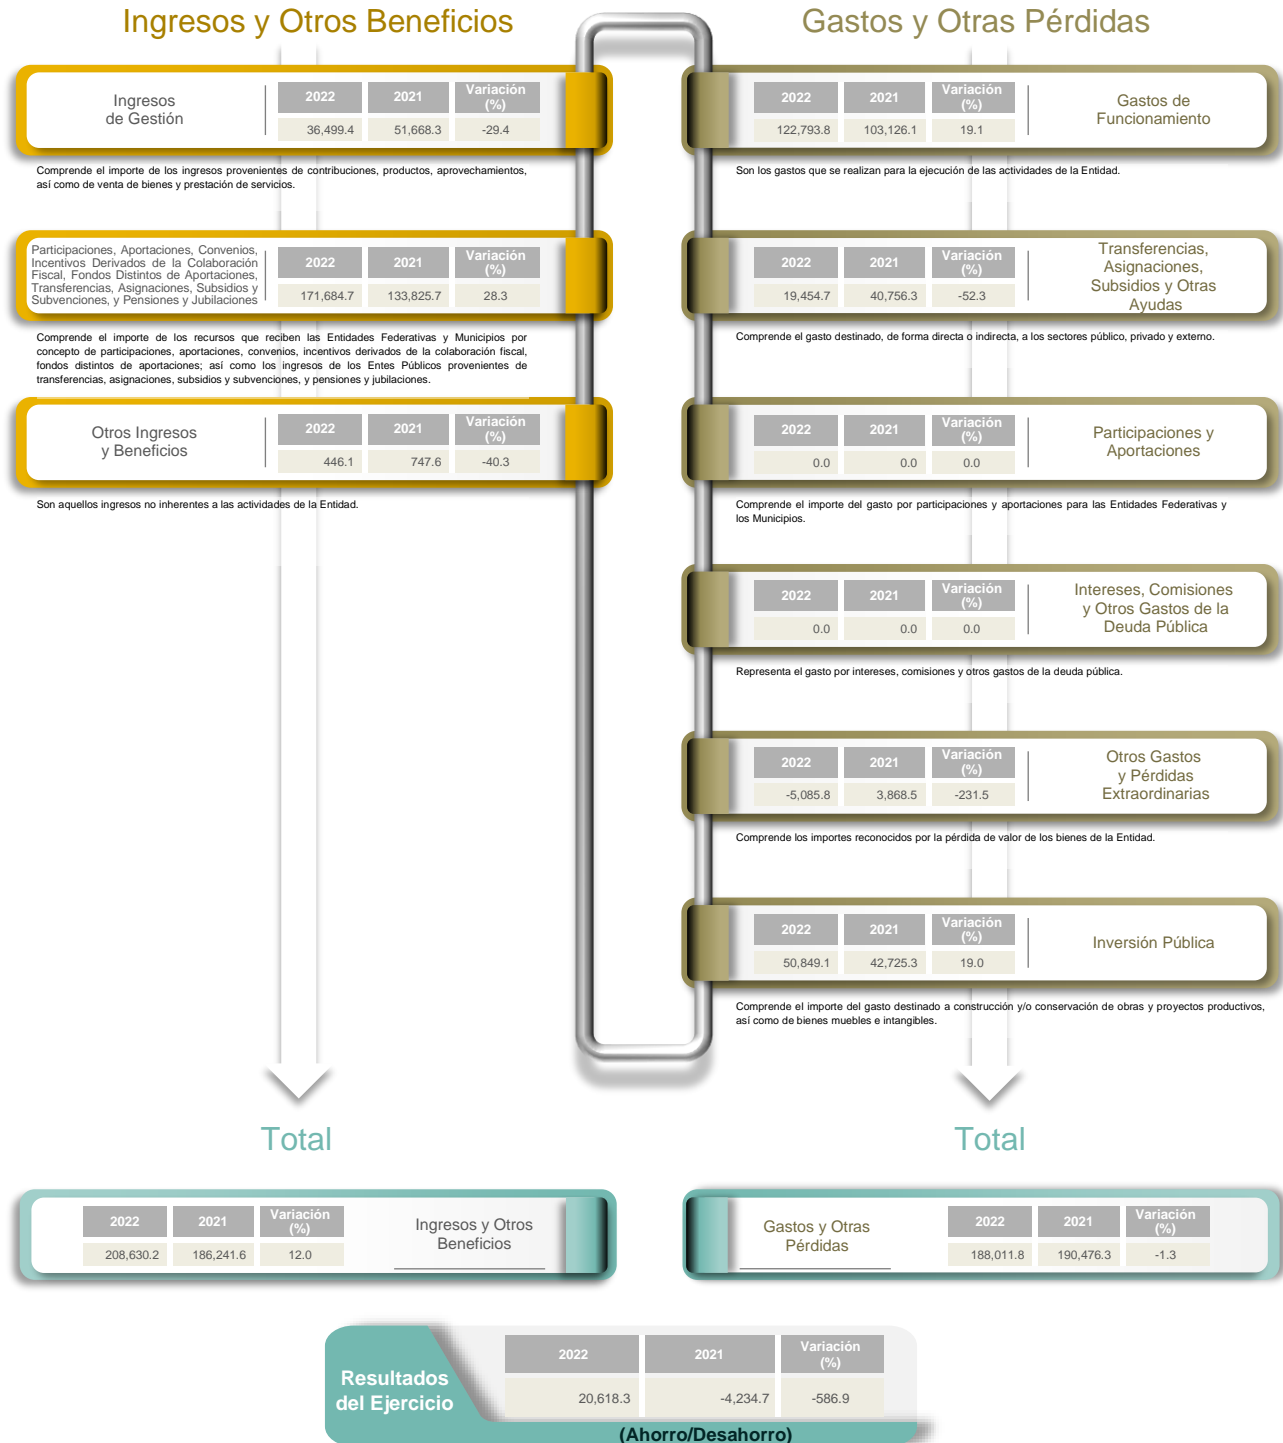 Ingresos y Otros Beneficios
Ingresos
de Gestión
2022 2021 Variación (%)
36,499.4 51,668.3 -29.4
Comprende el importe de los ingresos provenientes de contribuciones, productos, aprovechamientos,
así como de venta de bienes y prestación de servicios.
Participaciones, Aportaciones, Convenios,
Incentivos Derivados de la Colaboración
Fiscal, Fondos Distintos de Aportaciones,
Transferencias, Asignaciones, Subsidios y
Subvenciones, y Pensiones y Jubilaciones
2022 2021 Variación (%)
171,684.7 133,825.7 28.3
Comprende el importe de los recursos que reciben las Entidades Federativas y Municipios por
concepto de participaciones, aportaciones, convenios, incentivos derivados de la colaboración fiscal,
fondos distintos de aportaciones; así como los ingresos de los Entes Públicos provenientes de
transferencias, asignaciones, subsidios y subvenciones, y pensiones y jubilaciones.
Otros Ingresos
y Beneficios
2022 2021 Variación (%)
446.1 747.6 -40.3
Son aquellos ingresos no inherentes a las actividades de la Entidad.
Gastos y Otras Pérdidas
2022 2021 Variación (%)
122,793.8 103,126.1 19.1
Gastos de
Funcionamiento
Son los gastos que se realizan para la ejecución de las actividades de la Entidad.
2022 2021 Variación (%)
19,454.7 40,756.3 -52.3
Transferencias,
Asignaciones,
Subsidios y Otras
Ayudas
Comprende el gasto destinado, de forma directa o indirecta, a los sectores público, privado y externo.
2022 2021 Variación (%)
0.0 0.0 0.0
Participaciones y
Aportaciones
Comprende el importe del gasto por participaciones y aportaciones para las Entidades Federativas y
los Municipios.
2022 2021 Variación (%)
0.0 0.0 0.0
Intereses, Comisiones
y Otros Gastos de la
Deuda Pública
Representa el gasto por intereses, comisiones y otros gastos de la deuda pública.
2022 2021 Variación (%)
-5,085.8 3,868.5 -231.5
Otros Gastos
y Pérdidas
Extraordinarias
Comprende los importes reconocidos por la pérdida de valor de los bienes de la Entidad.
2022 2021 Variación (%)
50,849.1 42,725.3 19.0
Inversión Pública
Comprende el importe del gasto destinado a construcción y/o conservación de obras y proyectos productivos,
así como de bienes muebles e intangibles.
Total
2022 2021 Variación (%)
208,630.2 186,241.6 12.0
Ingresos y Otros
Beneficios
Total
Gastos y Otras
Pérdidas
2022 2021 Variación (%)
188,011.8 190,476.3 -1.3
Resultados
del Ejercicio
2022 2021 Variación (%)
20,618.3 -4,234.7 -586.9
(Ahorro/Desahorro)